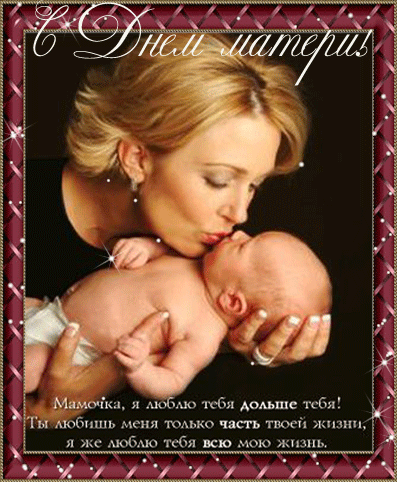 С Днем матери!
Мамочка, я люблю тебя дольше тебя!
Ты любишь меня только часть твоей жизни,
я же люблю тебя всю мою жизнь.